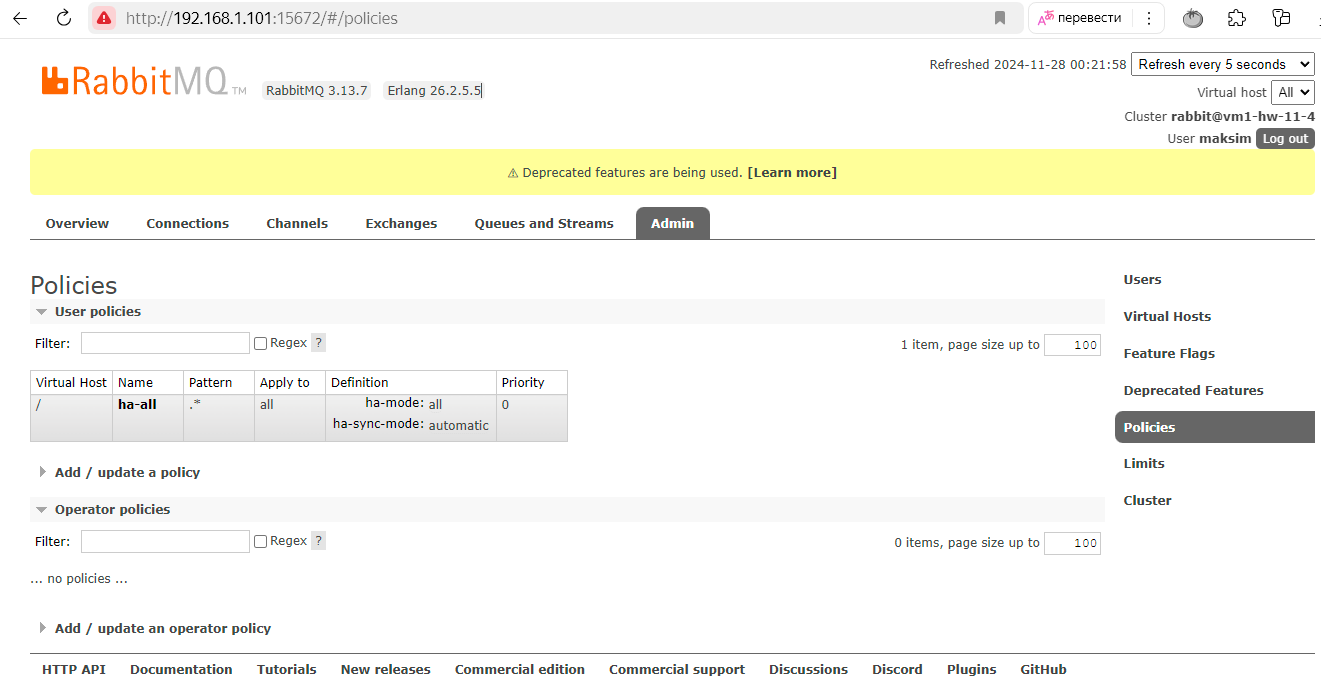 http://192.168.1.101:15672/#/policies
перевести
RabbitMQ TM RabbitMQ 3.13.7 Erlang 26.2.5.5
Refreshed 2024-11-28 00:21:58 Refresh every 5 seconds
Virtual host All
Cluster rabbit@vm1-hw-11-4
User maksim Log out
⚠ Deprecated features are being used. [Learn more]
Overview Connections Channels Exchanges Queues and Streams Admin
Policies
User policies
Filter: Regex ? 1 item, page size up to 100
Virtual Host Name Pattern Apply to Definition Priority
/ ha-all .* all ha-mode: all 0
ha-sync-mode: automatic
Add / update a policy
Operator policies
Filter: Regex ? 0 items, page size up to 100
... no policies ...
Add / update an operator policy
Users
Virtual Hosts
Feature Flags
Deprecated Features
Policies
Limits
Cluster
HTTP API Documentation Tutorials New releases Commercial edition Commercial support Discussions Discord Plugins GitHub